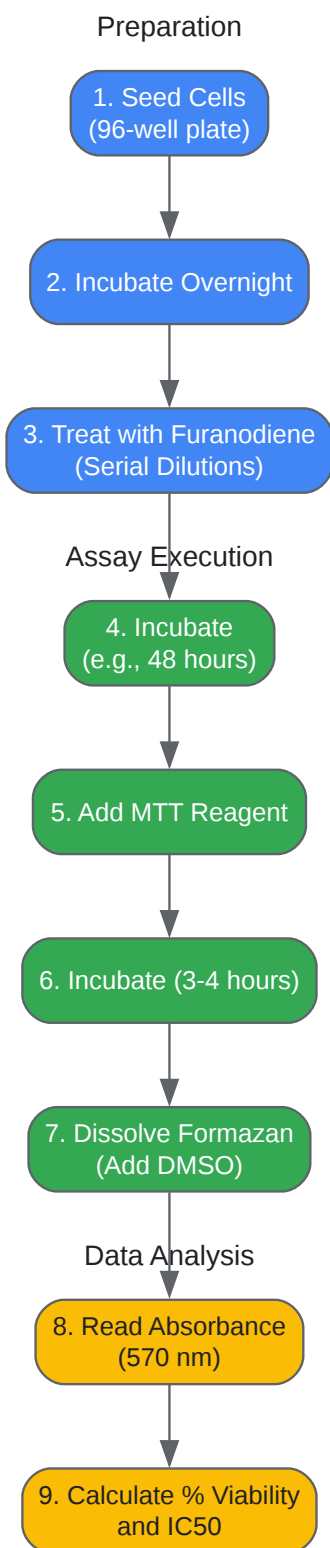 Preparation
1. Seed Cells
(96-well plate)
2. Incubate Overnight
3. Treat with Furanodiene
(Serial Dilutions)
Assay Execution
4. Incubate
(e.g., 48 hours)
5. Add MTT Reagent
6. Incubate (3-4 hours)
7. Dissolve Formazan
(Add DMSO)
Data Analysis
8. Read Absorbance
(570 nm)
9. Calculate % Viability
and IC50